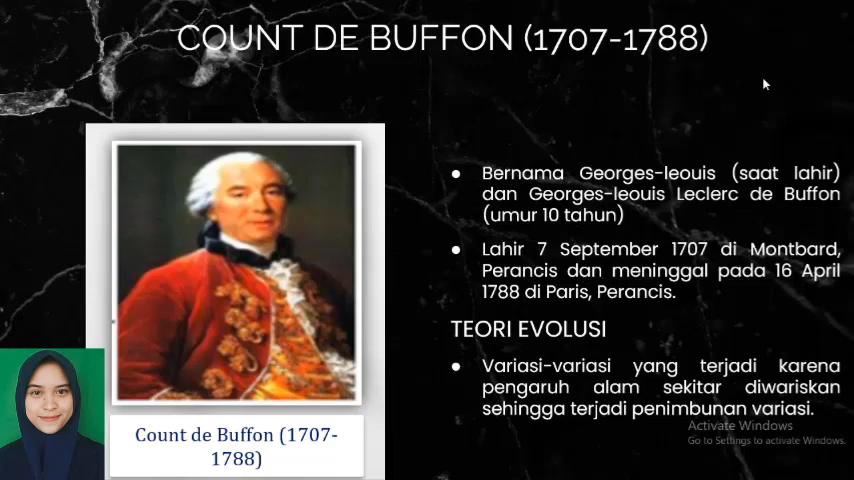 COUNT DE BUFFON (1707-1788)
Bernama Georges-leouis (saat lahir)
dan Georges-leouis Leclerc de Buffon
(umur 10 tahun)
Lahir 7 September 1707 di Montbard,
Perancis dan meninggal pada 16 April
1788 di Paris, Perancis.
TEORI EVOLUSI
Variasi-variasi yang terjadi karena
pengaruh alam sekitar diwariskan
sehingga terjadi penimbunan variasi.
Count de Buffon (1707-
1788)
Activate Windows
Go to Settings to activate Windows.